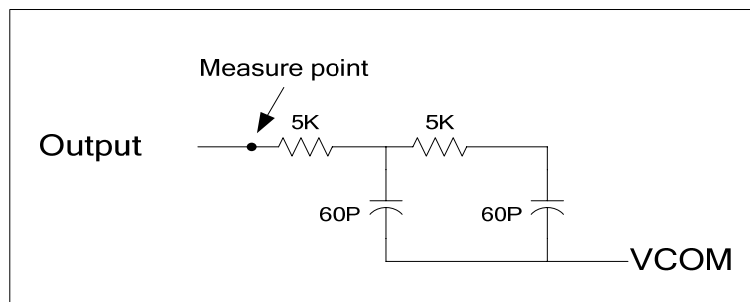 Measure point
5K
5K
Output
60P
60P
VCOM